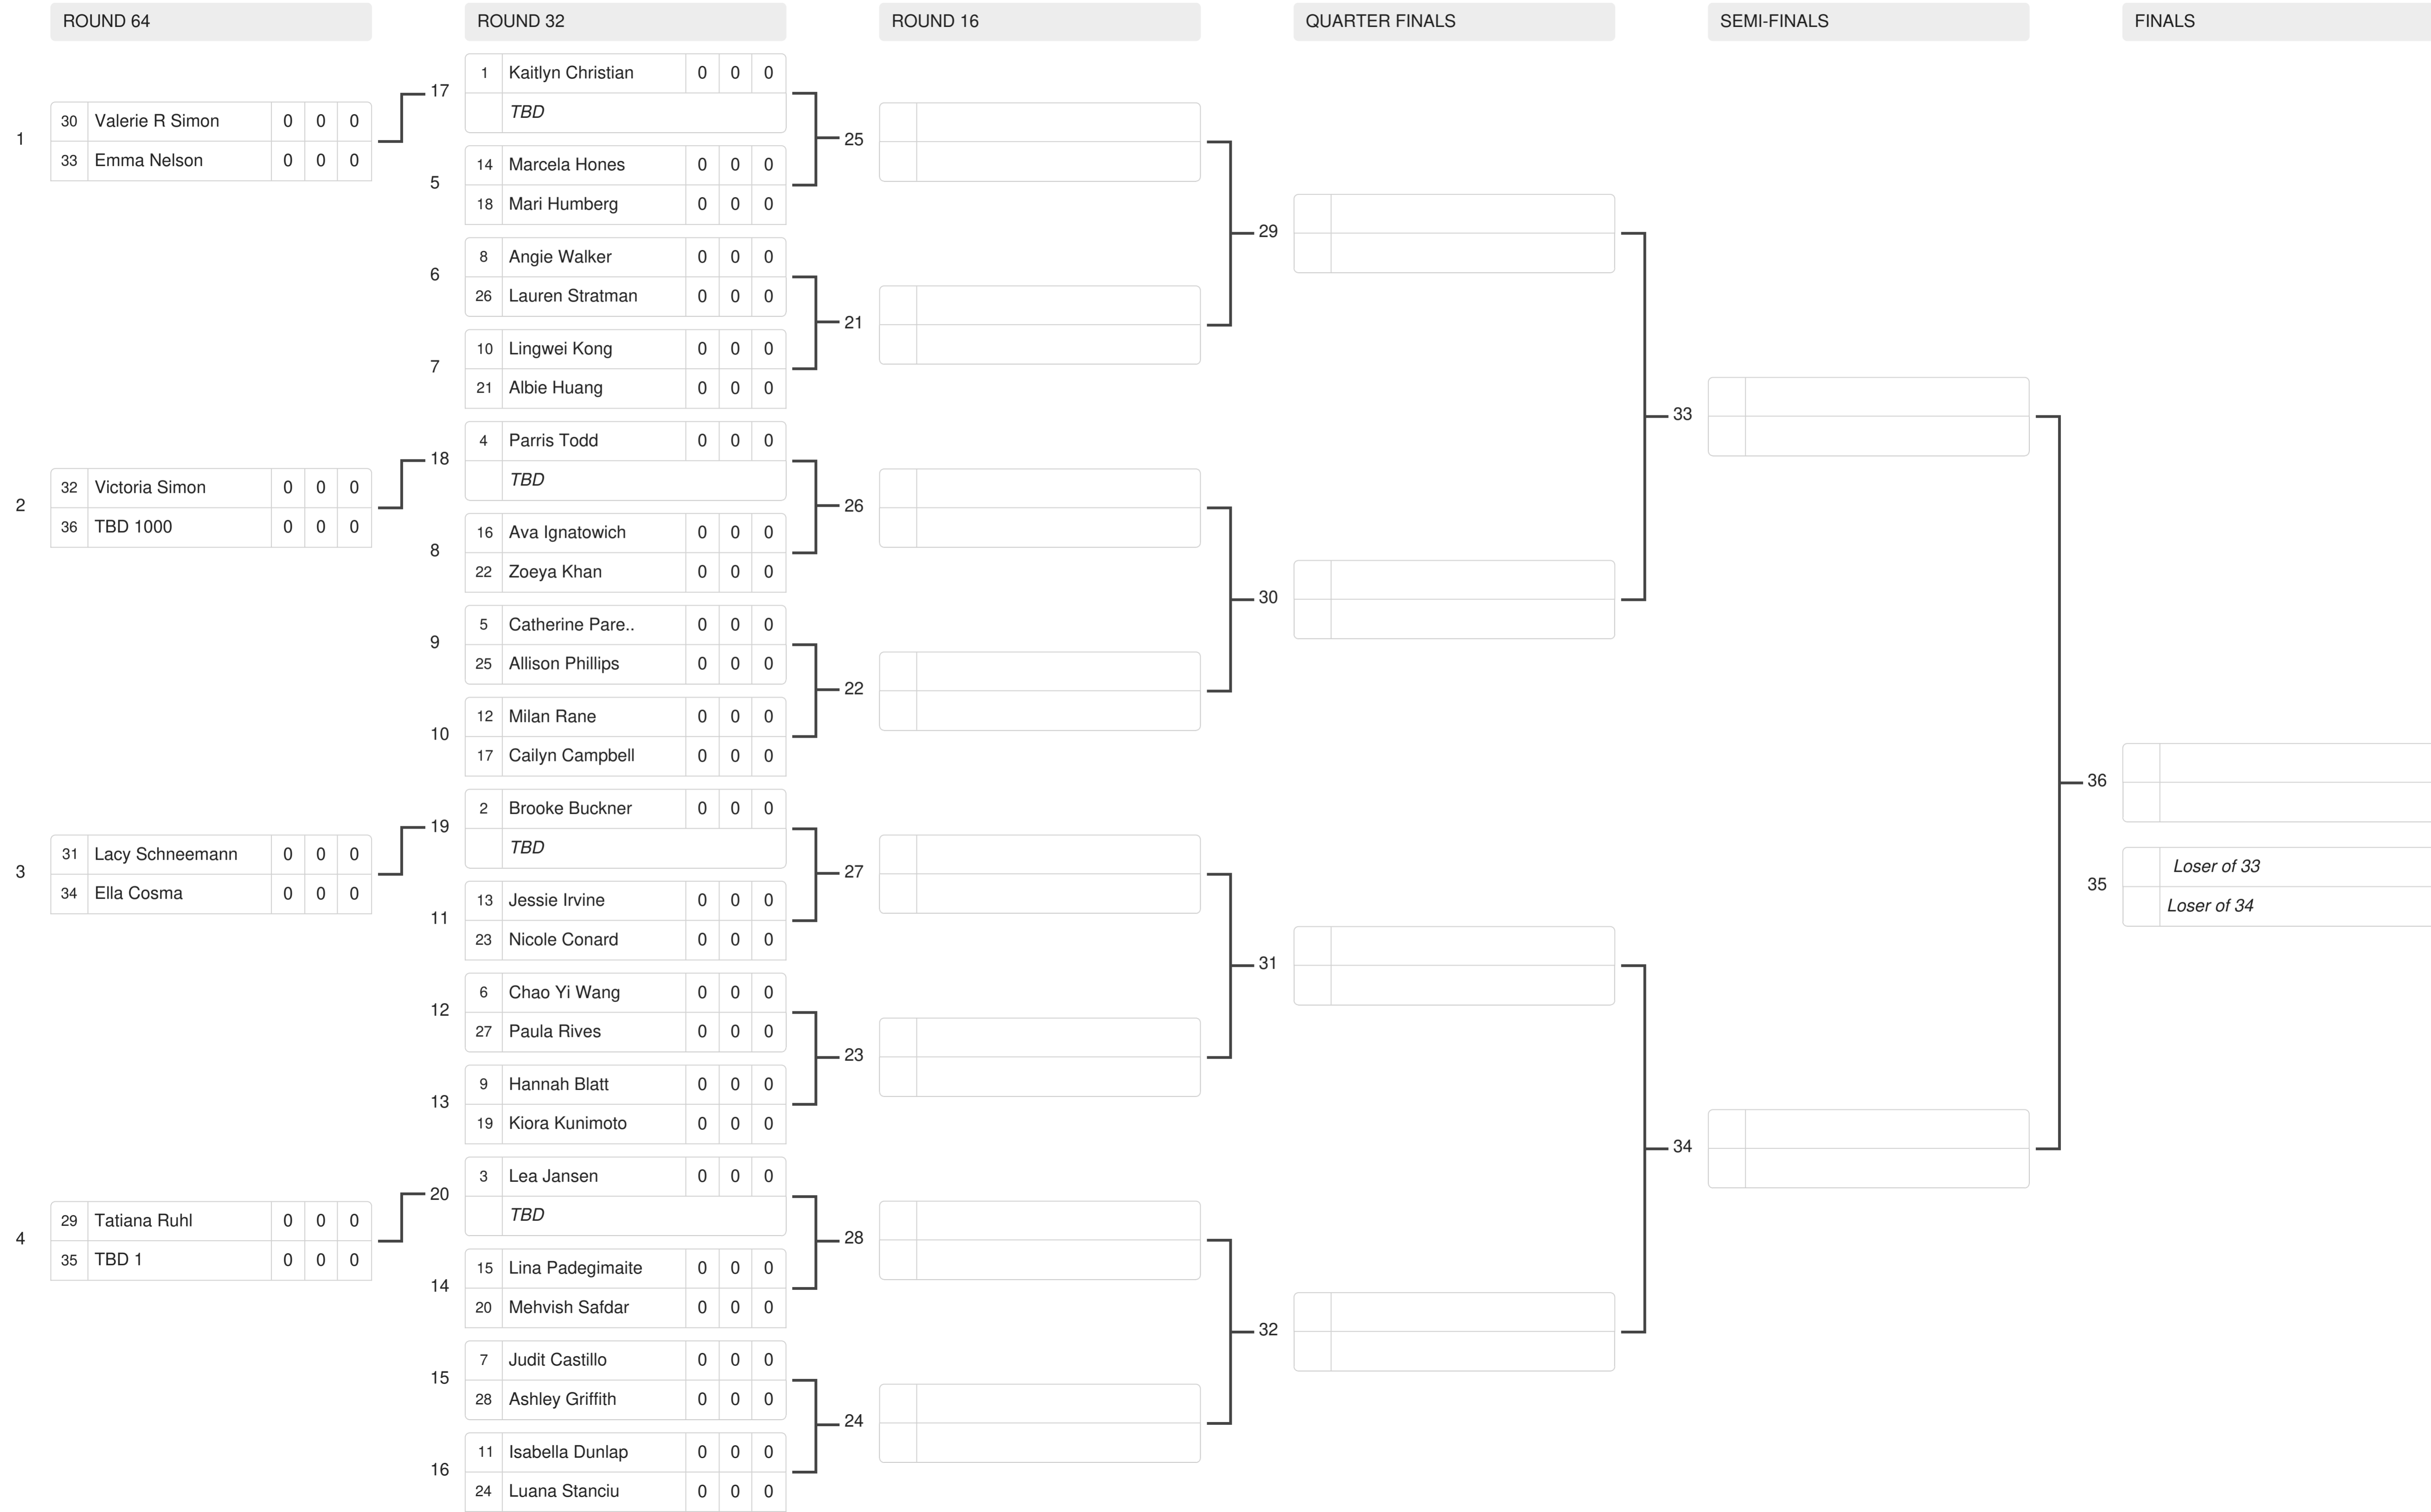 ROUND 64
ROUND 32
ROUND 16
QUARTER FINALS
SEMI-FINALS
FINALS
1
30 Valerie R Simon 0 0 0
33 Emma Nelson 0 0 0
2
32 Victoria Simon 0 0 0
36 TBD 1000 0 0 0
3
31 Lacy Schneemann 0 0 0
34 Ella Cosma 0 0 0
4
29 Tatiana Ruhl 0 0 0
35 TBD 1 0 0 0
17
1 Kaitlyn Christian 0 0 0
TBD
5
14 Marcela Hones 0 0 0
18 Mari Humberg 0 0 0
6
8 Angie Walker 0 0 0
26 Lauren Stratman 0 0 0
7
10 Lingwei Kong 0 0 0
21 Albie Huang 0 0 0
18
4 Parris Todd 0 0 0
TBD
8
16 Ava Ignatowich 0 0 0
22 Zoeya Khan 0 0 0
9
5 Catherine Pare.. 0 0 0
25 Allison Phillips 0 0 0
10
12 Milan Rane 0 0 0
17 Cailyn Campbell 0 0 0
19
2 Brooke Buckner 0 0 0
TBD
11
13 Jessie Irvine 0 0 0
23 Nicole Conard 0 0 0
12
6 Chao Yi Wang 0 0 0
27 Paula Rives 0 0 0
13
9 Hannah Blatt 0 0 0
19 Kiora Kunimoto 0 0 0
20
3 Lea Jansen 0 0 0
TBD
14
15 Lina Padegimaite 0 0 0
20 Mehvish Safdar 0 0 0
15
7 Judit Castillo 0 0 0
28 Ashley Griffith 0 0 0
16
11 Isabella Dunlap 0 0 0
24 Luana Stanciu 0 0 0
25
21
26
22
27
23
28
24
29
30
31
32
33
34
36
35
Loser of 33
Loser of 34